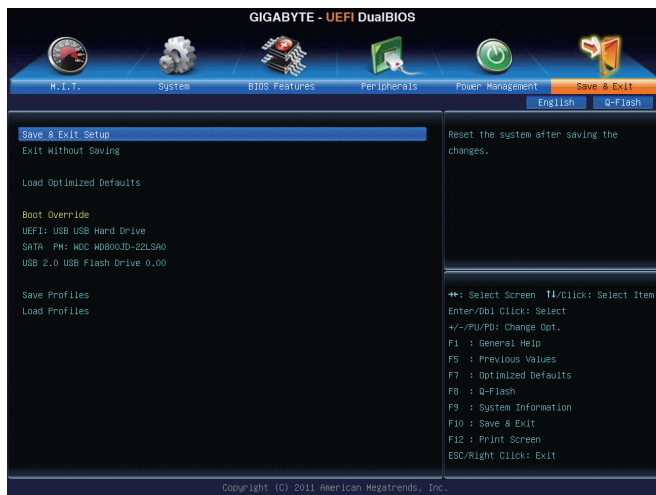 GIGABYTE - UEFI DualBIOS
M.I.T.
System
BIOS Features
Peripherals
Power Management
Save & Exit
English
Q-Flash
Save & Exit Setup
Exit Without Saving
Load Optimized Defaults
Boot Override
UEFI: USB USB Hard Drive
SATA PM: WDC WD800JD-22LSA0
USB 2.0 USB Flash Drive 0.00
Save Profiles
Load Profiles
Reset the system after saving the
changes.
→←: Select Screen ↑↓/Click: Select Item
Enter/Dbl Click: Select
+/-/PU/PD: Change Opt.
F1 : General Help
F5 : Previous Values
F7 : Optimized Defaults
F8 : Q-Flash
F9 : System Information
F10 : Save & Exit
F12 : Print Screen
ESC/Right Click: Exit
Copyright (C) 2011 American Megatrends, Inc.